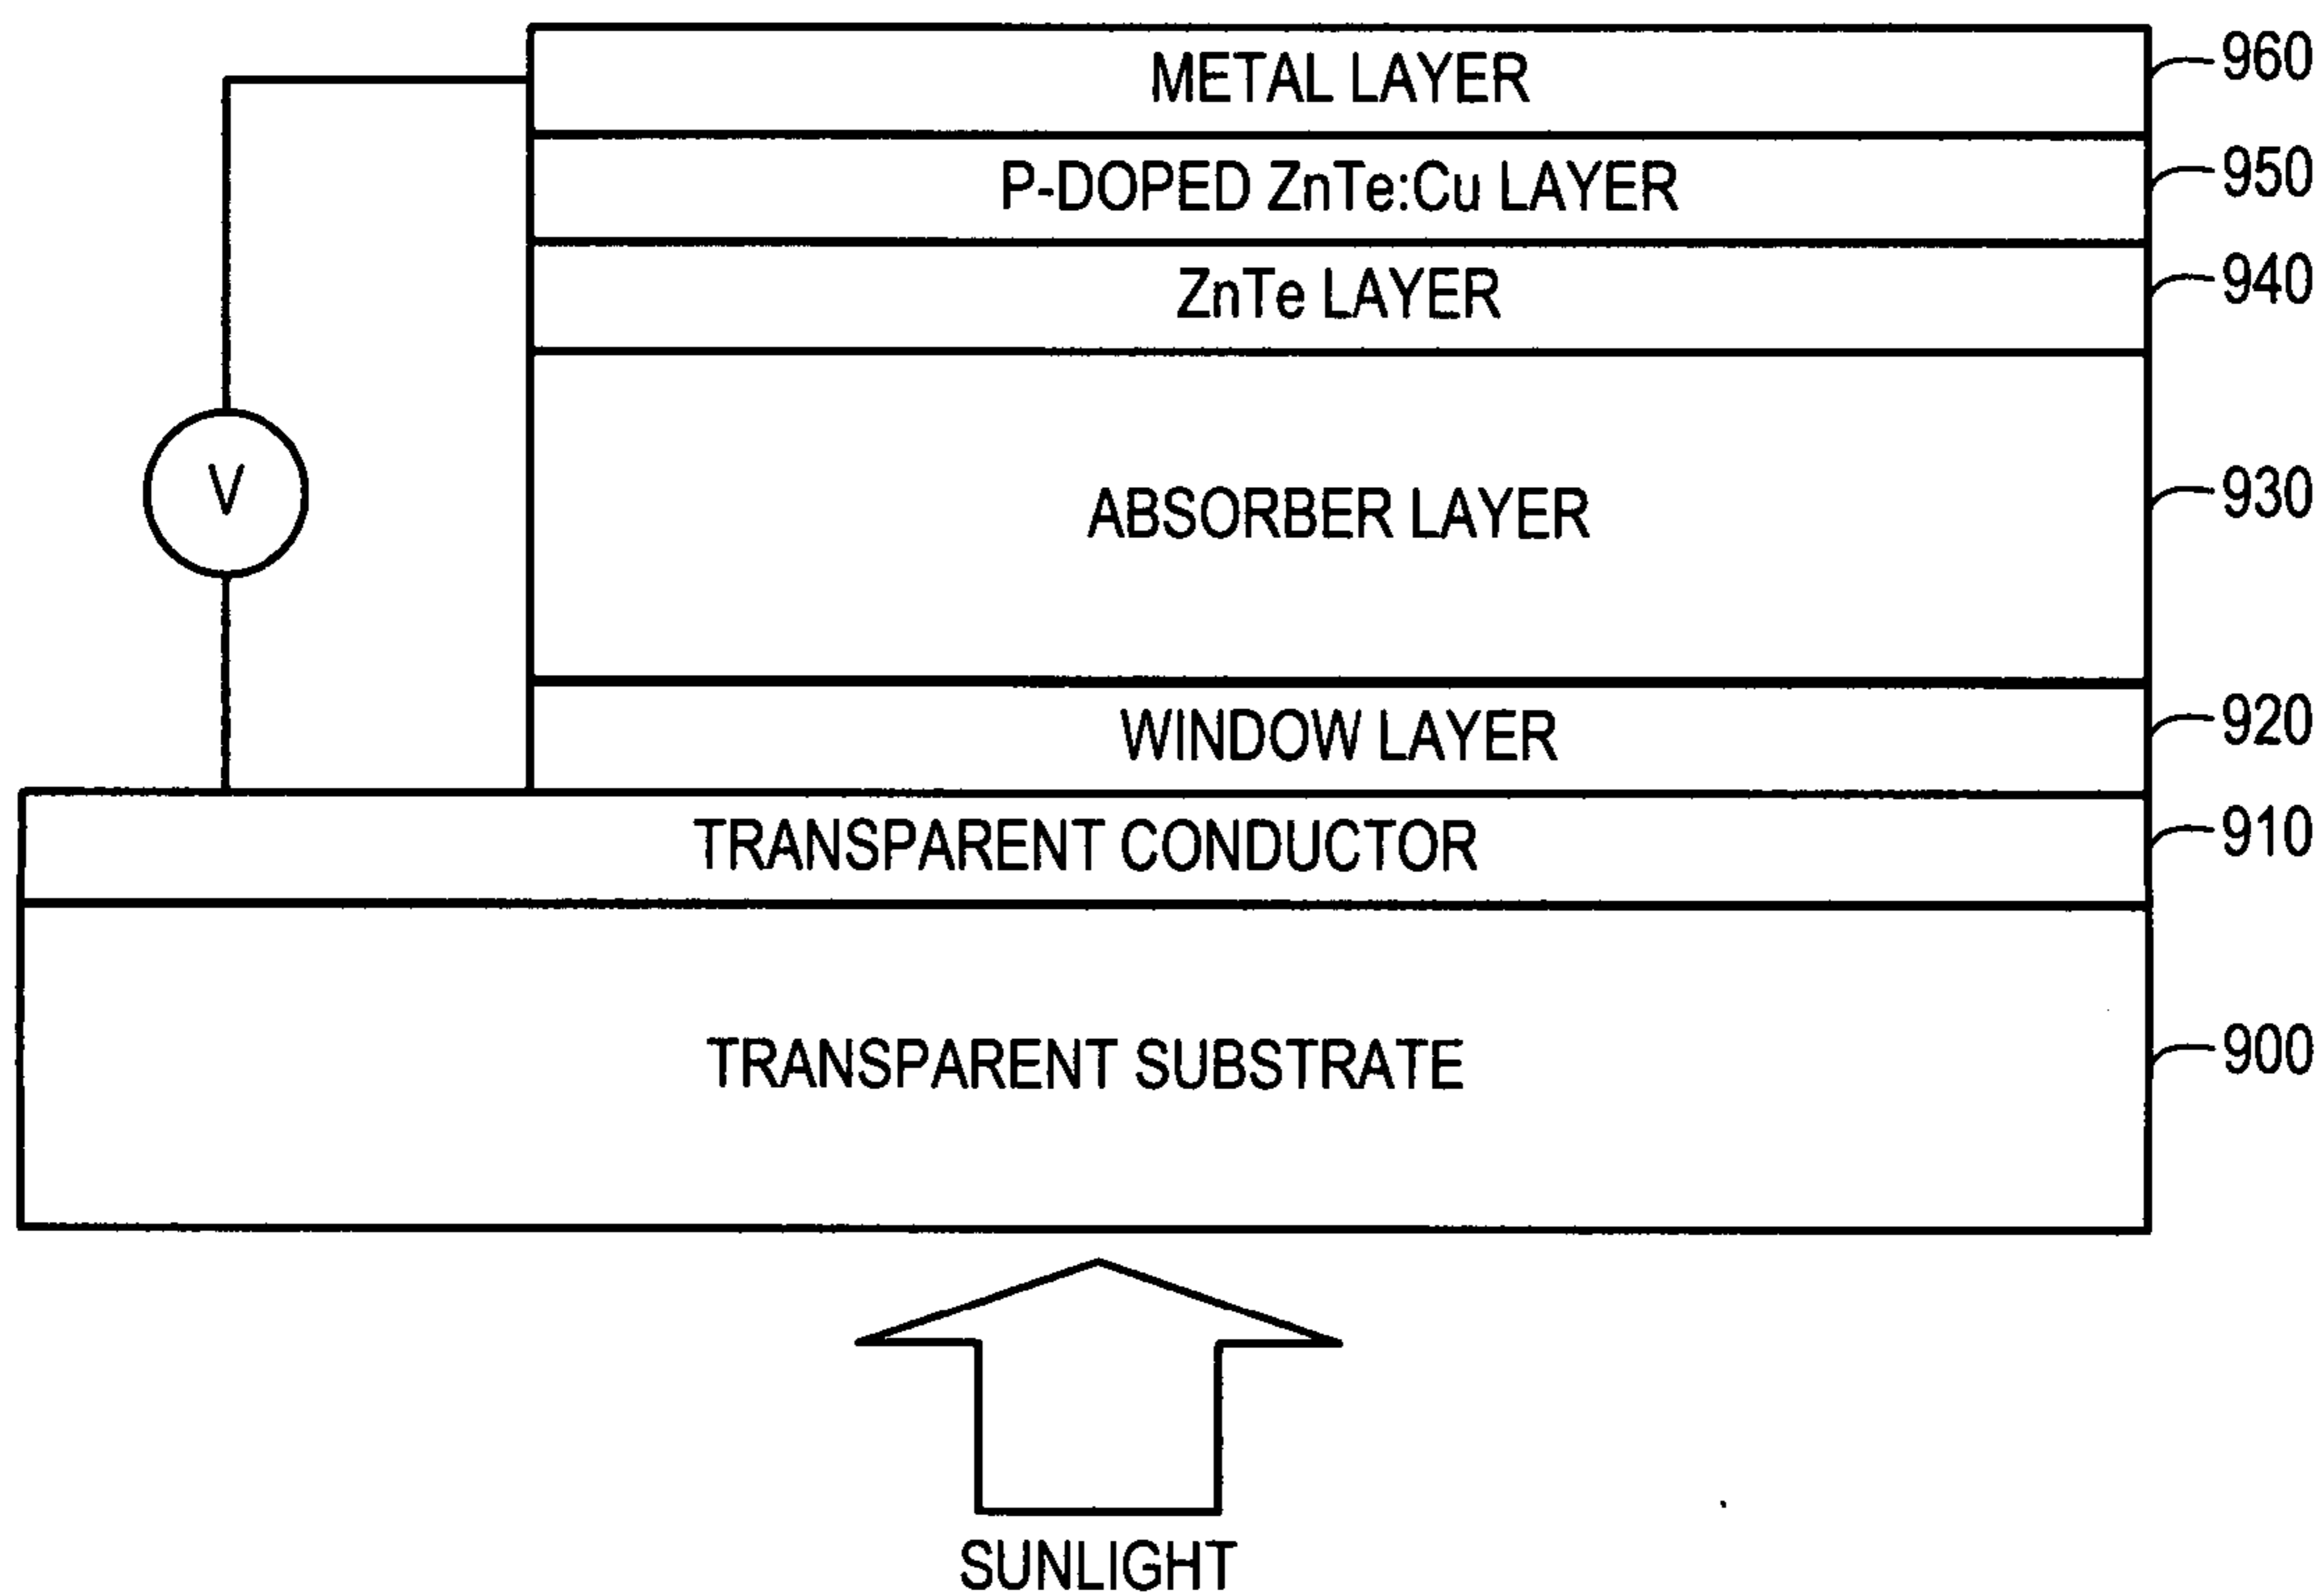 METAL LAYER 960
P-DOPED ZnTe:Cu LAYER 950
ZnTe LAYER 940
V
ABSORBER LAYER 930
WINDOW LAYER 920
TRANSPARENT CONDUCTOR 910
TRANSPARENT SUBSTRATE 900
SUNLIGHT